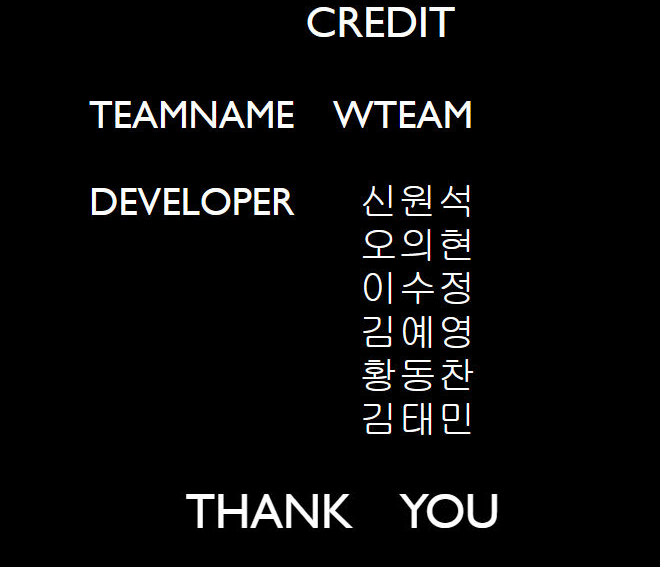 CREDIT
TEAMNAME WTEAM
DEVELOPER 신원석
오의현
이수정
김예영
황동찬
김태민
THANK YOU